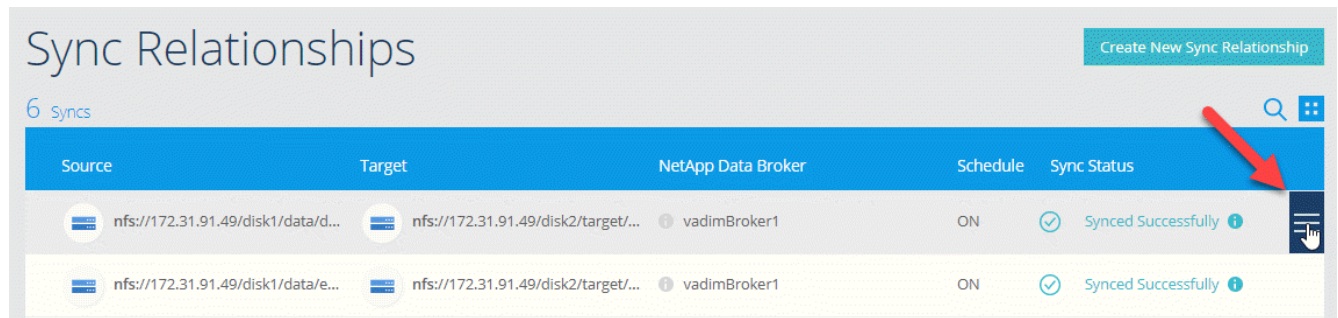 Sync Relationships
Create New Sync Relationship
6 Syncs
Source Target NetApp Data Broker Schedule Sync Status
nfs://172.31.91.49/disk1/data/d... nfs://172.31.91.49/disk2/target/... vadimBroker1 ON Synced Successfully
nfs://172.31.91.49/disk1/data/e... nfs://172.31.91.49/disk2/target/... vadimBroker1 ON Synced Successfully